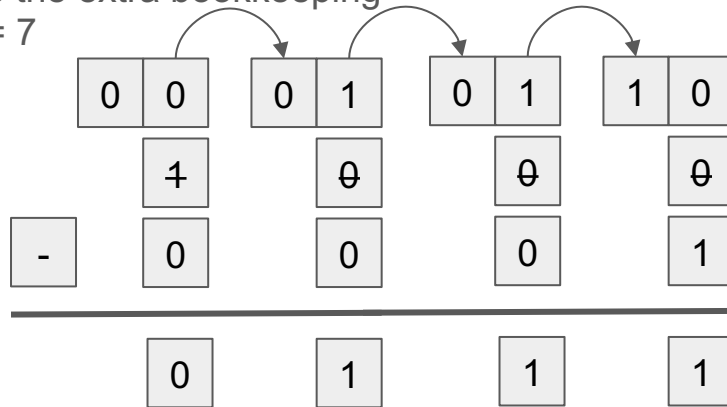 the extra bookkeeping
= 7
0 0 0 1 0 1 1 0
1 0 0 0
- 0 0 0 1
0 1 1 1